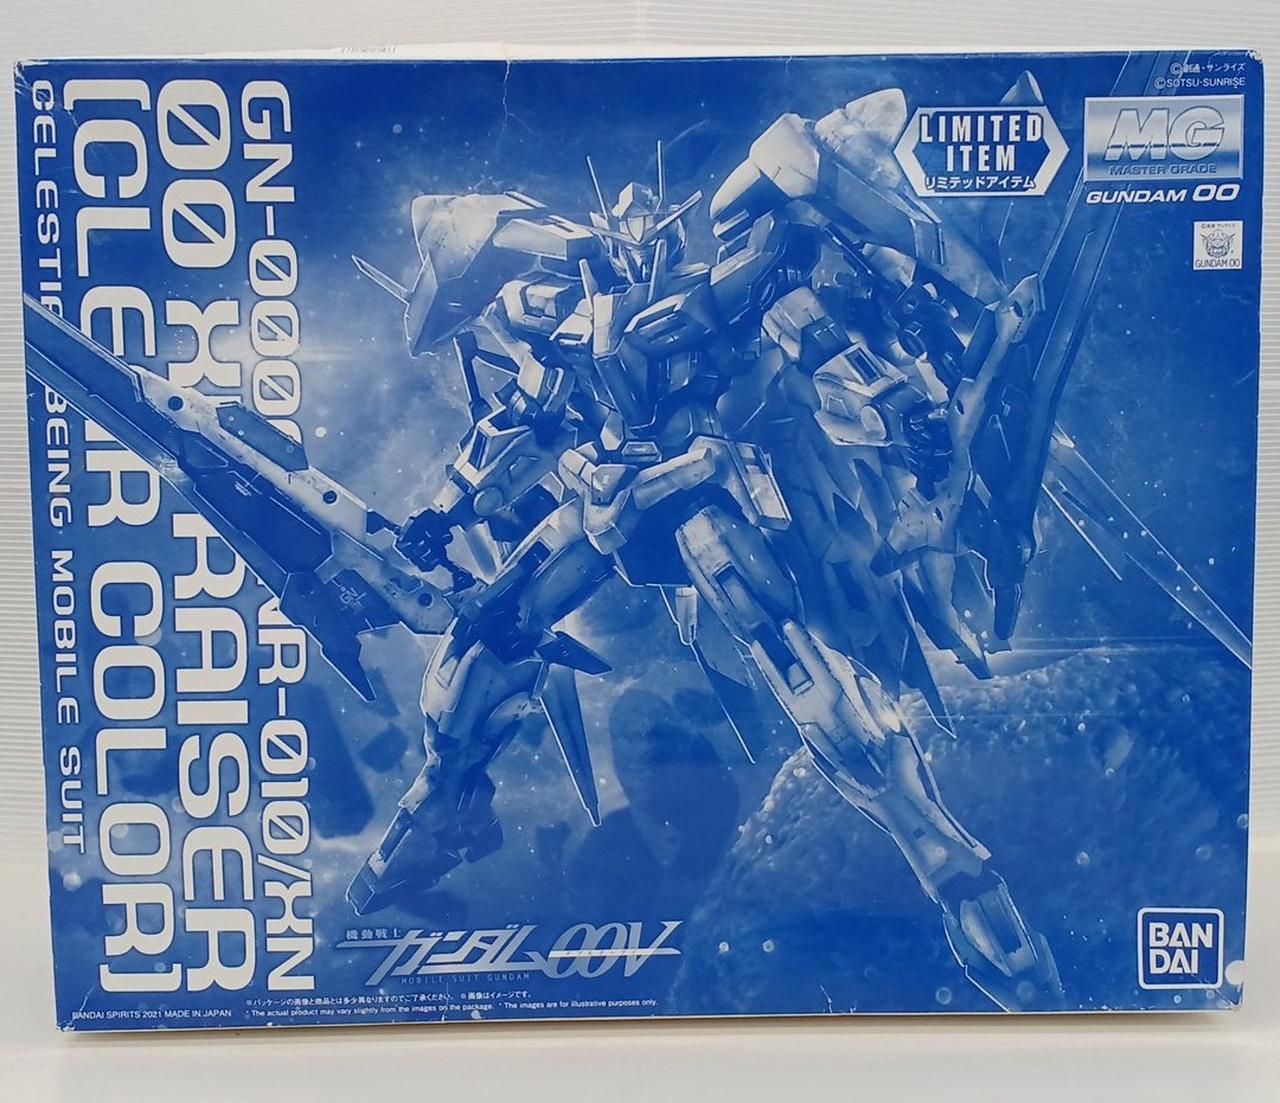 GN-0000
NR-010/XN
00 X RAISER
[CLEAR COLOR]
CELESTIAL BEING MOBILE SUIT
©創通・サンライズ
©SOTSU・SUNRISE
LIMITED
ITEM
リミテッドアイテム
MG
MASTER GRADE
GUNDAM 00
GUNDAM 00
機動戦士
ガンダム00V
MOBILE SUIT GUNDAM
BAN
DAI
※パッケージの画像と商品とは多少異なりますのでご了承ください。 ※画像はイメージです。
* The actual product may vary slightly from the images on the package. * The images are for illustrative purposes only.
BANDAI SPIRITS 2021 MADE IN JAPAN